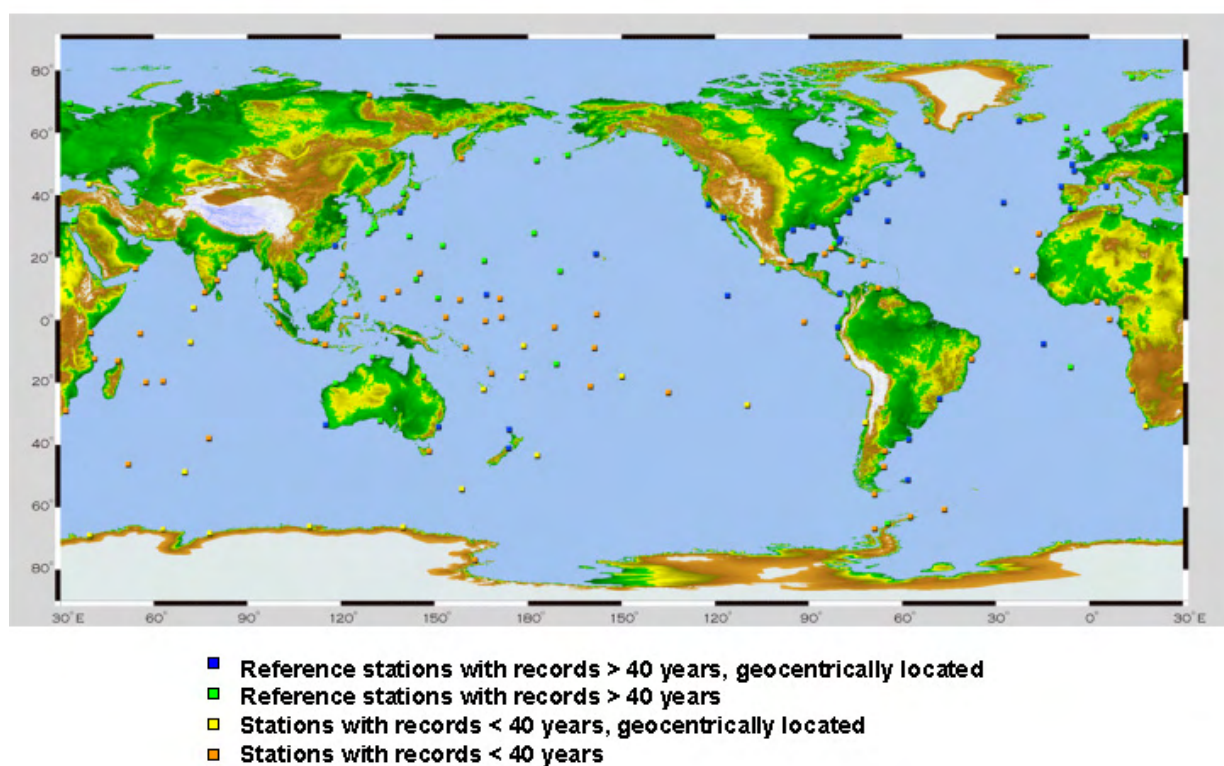 80°
60°
40°
20°
0°
20°
40°
60°
80°
30°E 60° 90° 120° 150° 180° 150° 120° 90° 60° 30° 0° 30°E
Reference stations with records > 40 years, geocentrically located
Reference stations with records > 40 years
Stations with records < 40 years, geocentrically located
Stations with records < 40 years